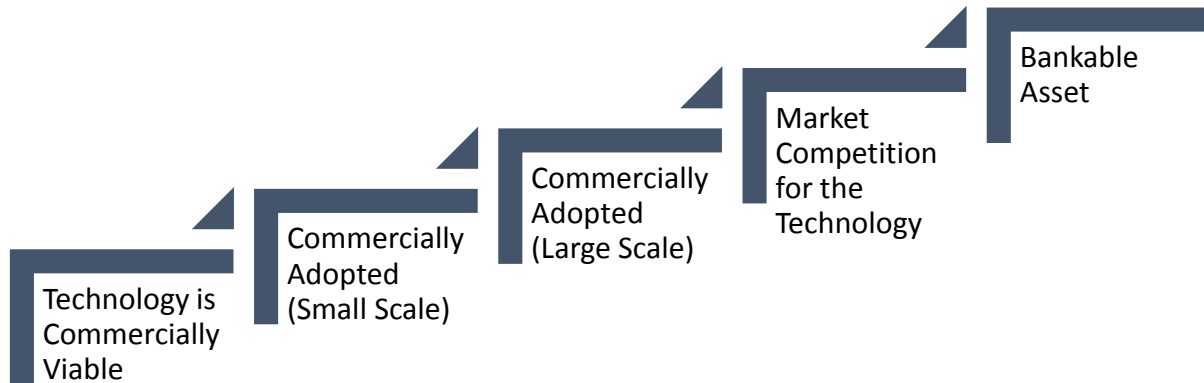 Technology is
Commercially
Viable
Commercially
Adopted
(Small Scale)
Commercially
Adopted
(Large Scale)
Market
Competition
for the
Technology
Bankable
Asset